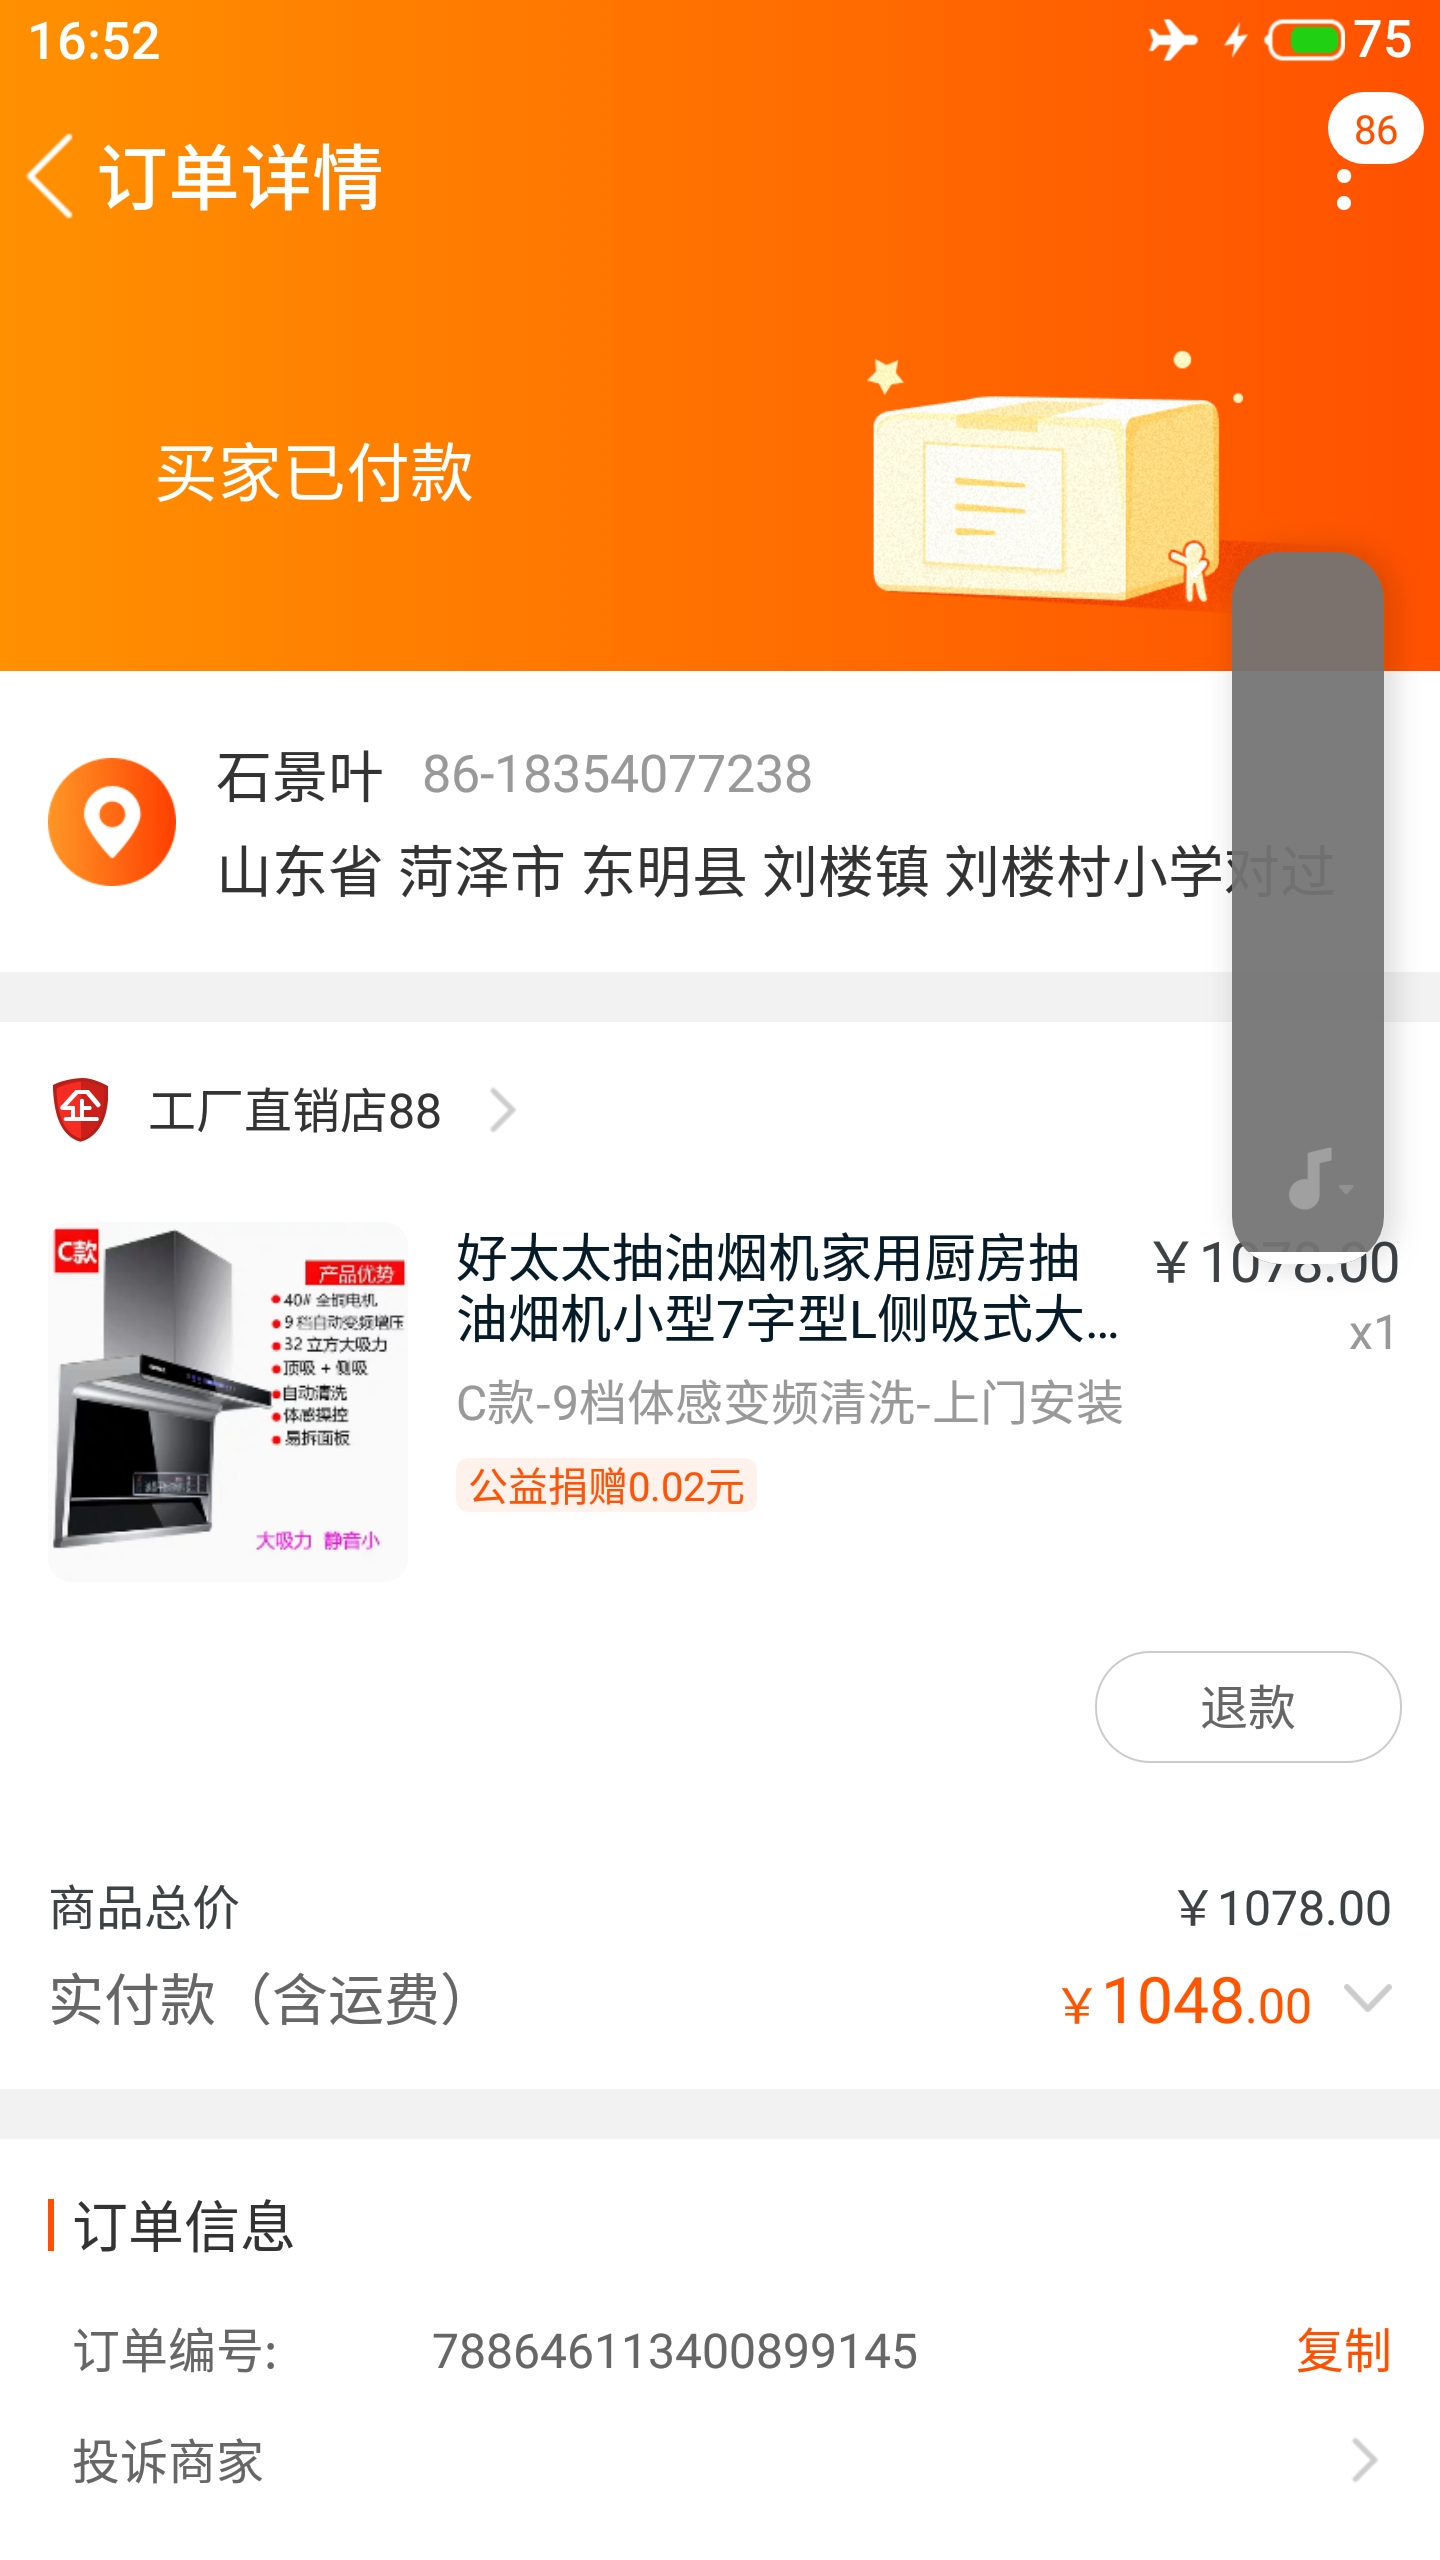 16:52
75
86
订单详情
买家已付款
石景叶 86-18354077238
山东省 菏泽市 东明县 刘楼镇 刘楼村小学对过
企 工厂直销店88
C款
产品优势
40# 全铜电机
9 档自动变频增压
32 立方大吸力
顶吸 + 侧吸
自动清洗
体感操控
易拆面板
大吸力 静音小
好太太抽油烟机家用厨房抽
油烟机小型7字型L侧吸式大...
¥1078.00
x1
C款-9档体感变频清洗-上门安装
公益捐赠0.02元
退款
商品总价 ¥1078.00
实付款（含运费） ¥1048.00
订单信息
订单编号: 788646113400899145 复制
投诉商家